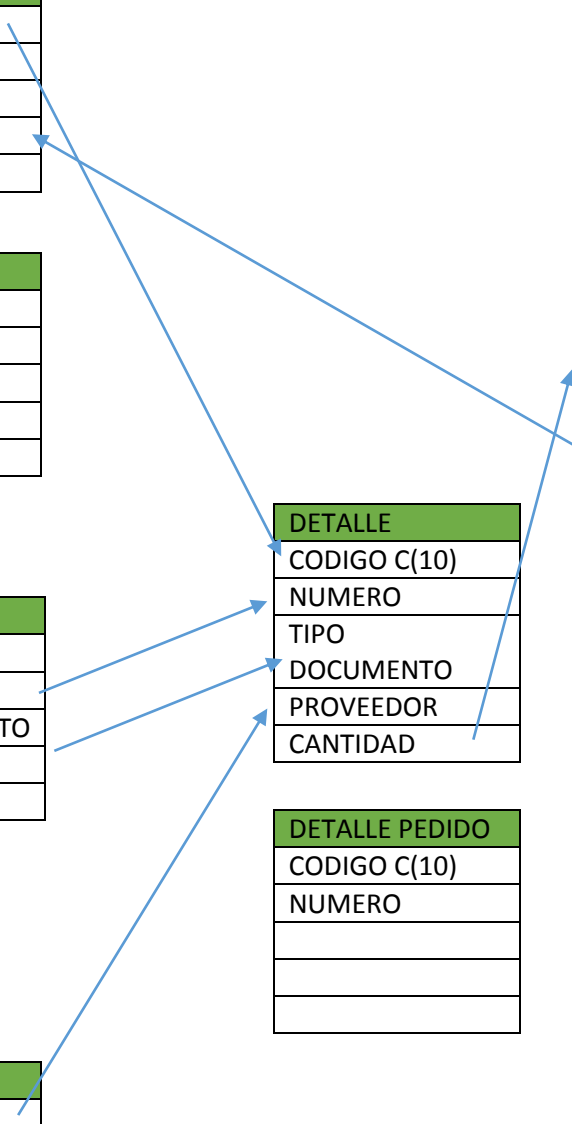 DETALLE
CODIGO C(10)
NUMERO
TIPO
DOCUMENTO
TO
PROVEEDOR
CANTIDAD
DETALLE PEDIDO
CODIGO C(10)
NUMERO